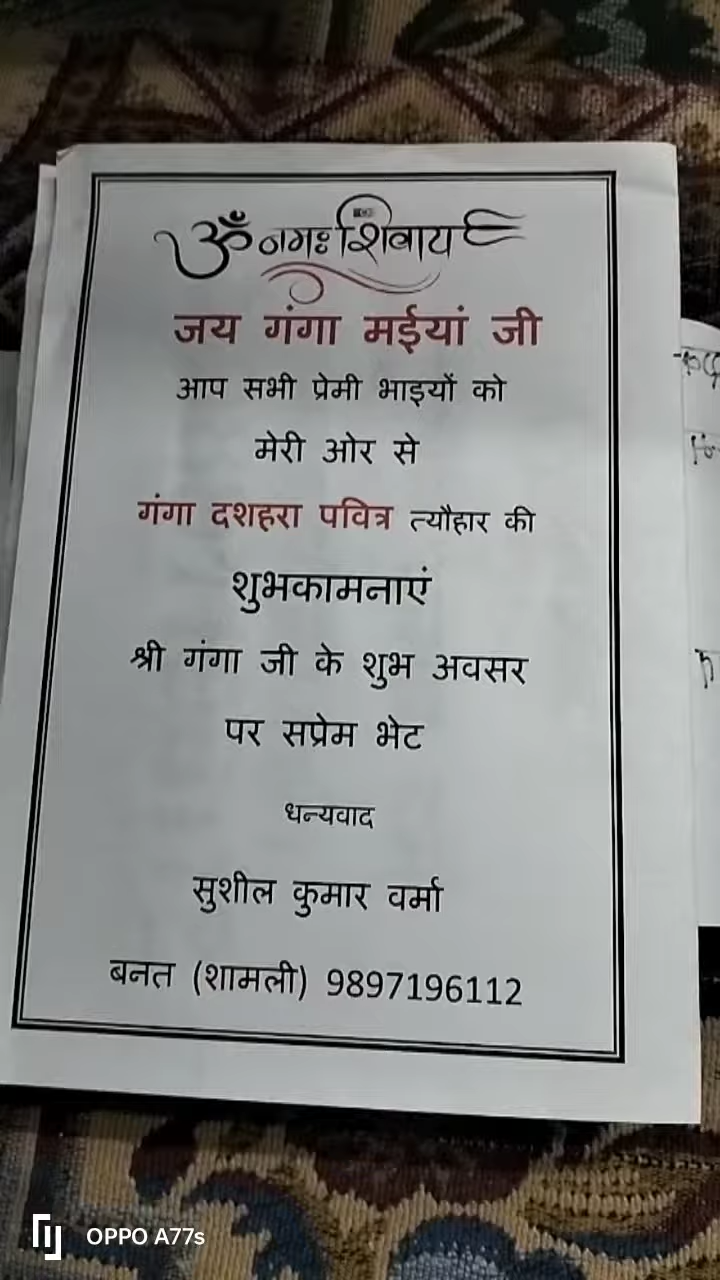 ॐ नमः शिवाय
जय गंगा मईयां जी
आप सभी प्रेमी भाइयों को
मेरी ओर से
गंगा दशहरा पवित्र त्यौहार की
शुभकामनाएं
श्री गंगा जी के शुभ अवसर
पर सप्रेम भेट
धन्यवाद
सुशील कुमार वर्मा
बनत (शामली) 9897196112
OPPO A77s